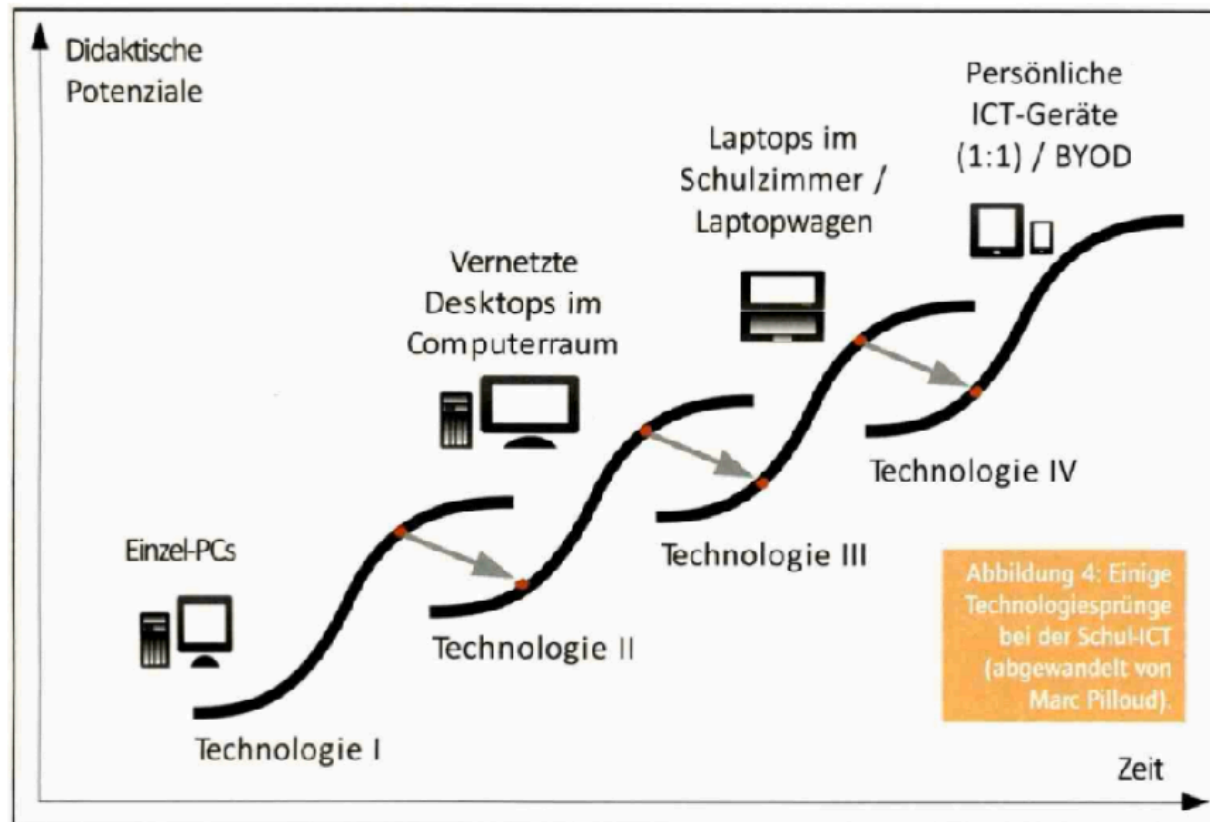 Didaktische
Potenziale
Persönliche
ICT-Geräte
(1:1) / BYOD
Laptops im
Schulzimmer /
Laptopwagen
Vernetzte
Desktops im
Computerraum
Einzel-PCs
Technologie IV
Technologie III
Technologie II
Technologie I
Abbildung 4: Einige
Technologiesprünge
bei der Schul-ICT
(abgewandelt von
Marc Pilloud).
Zeit